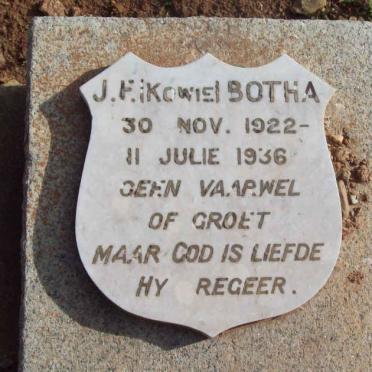 J.F. (KOWIE) BOTHA
30 NOV. 1922-
11 JULIE 1936
GEEN VAARWEL
OF GROET
MAAR GOD IS LIEFDE
HY REGEER.